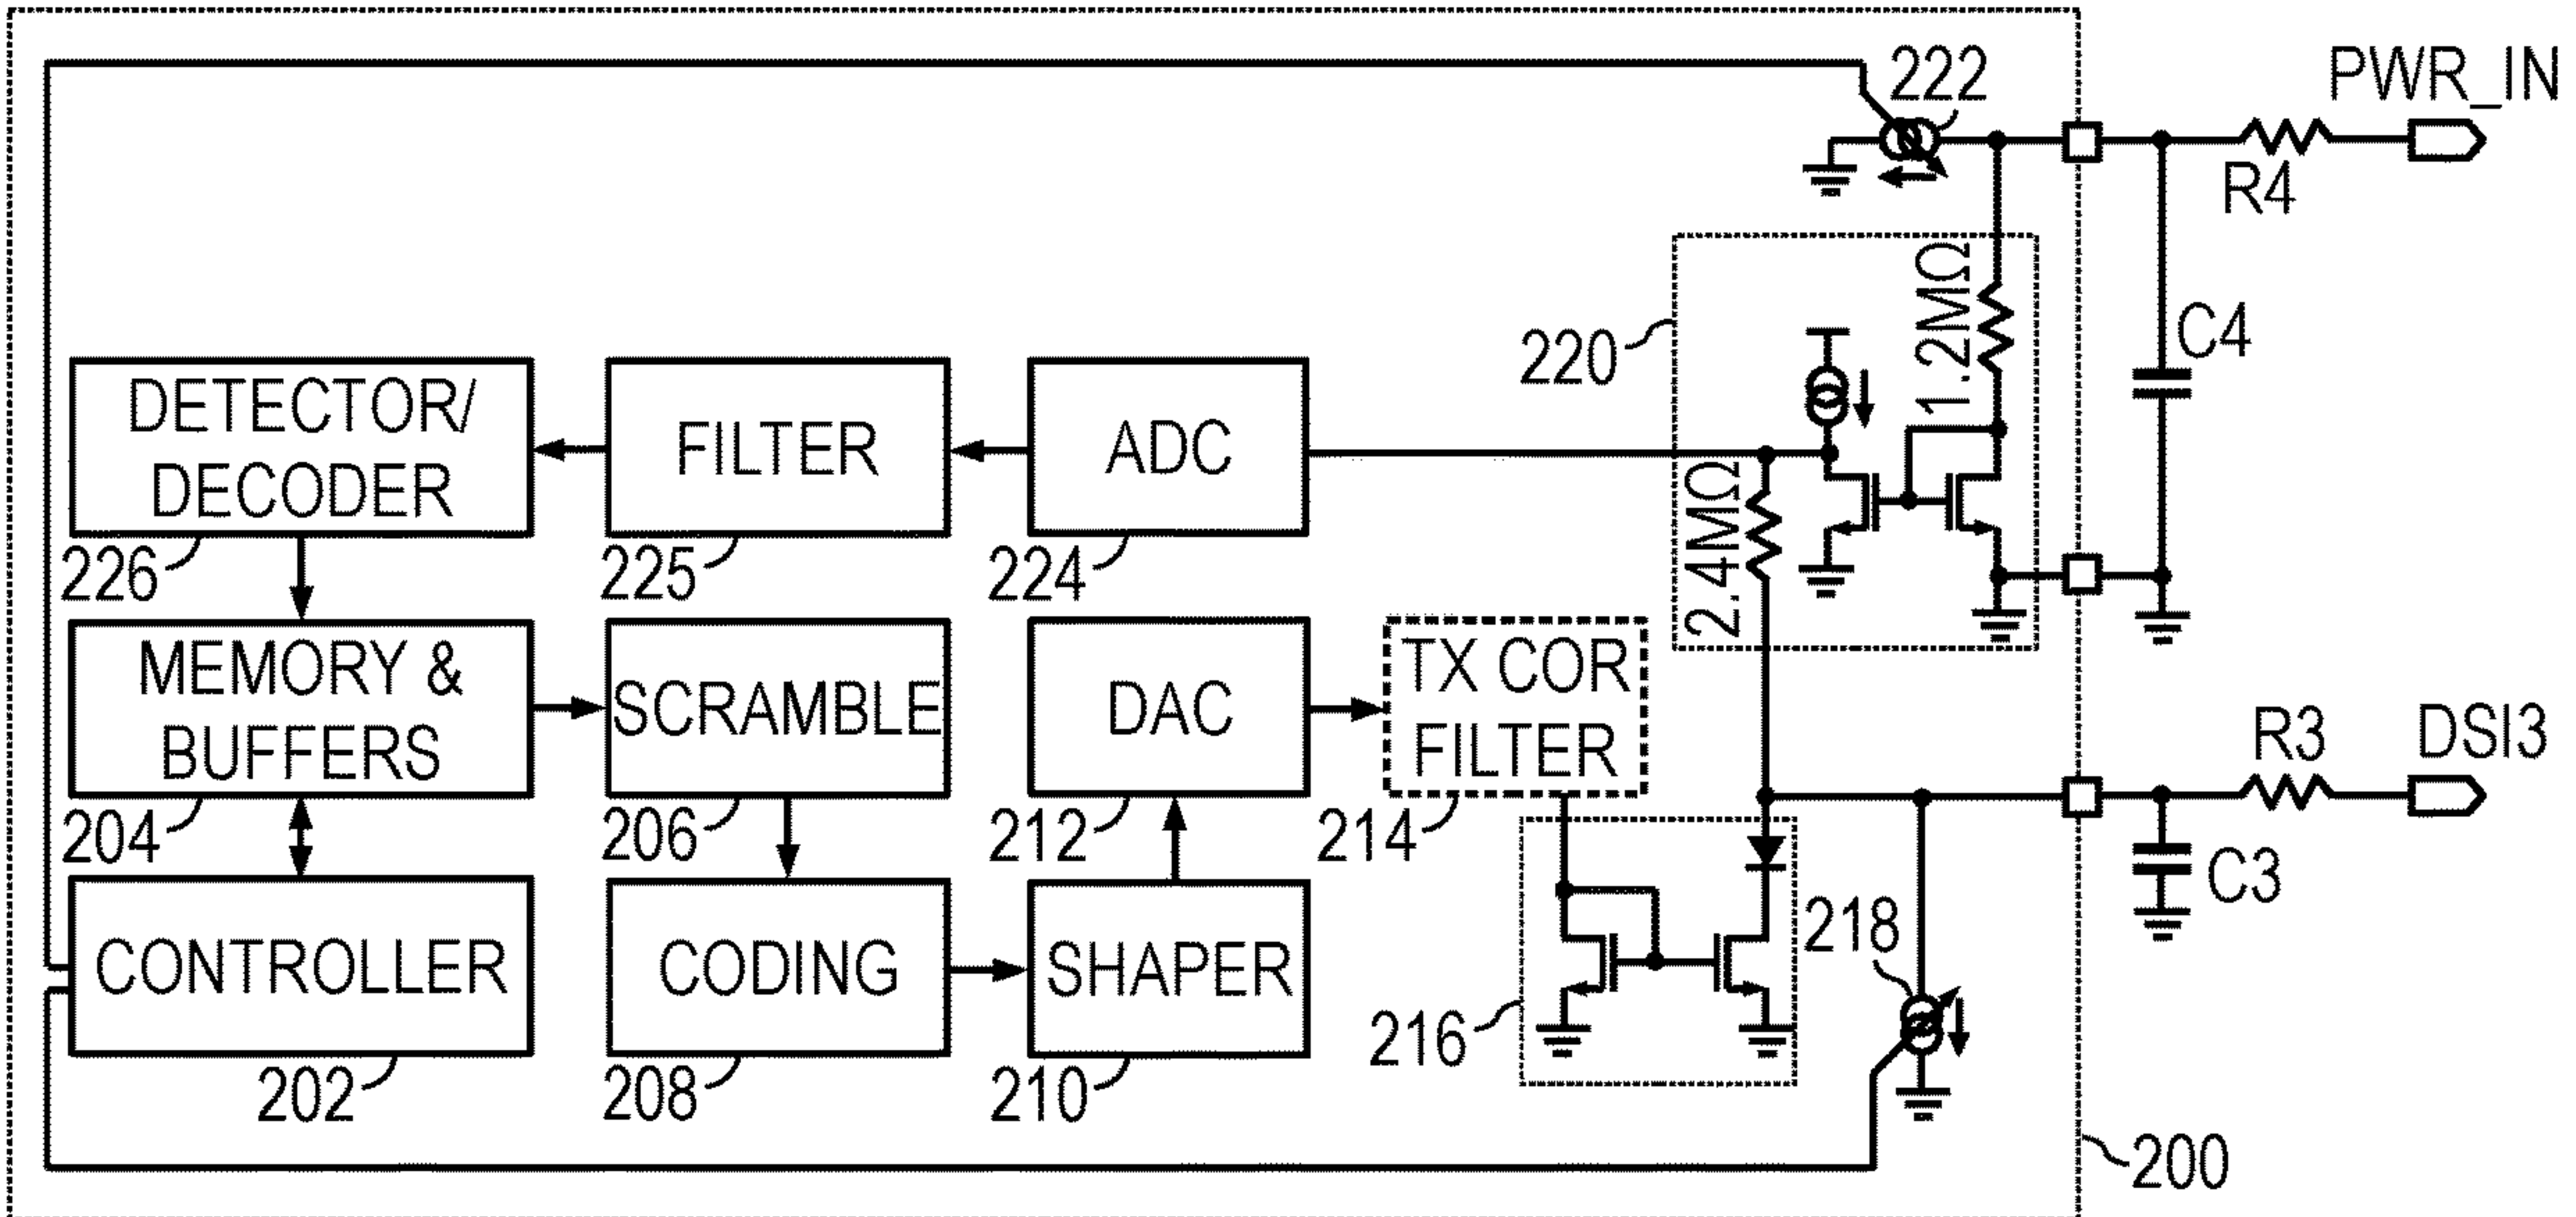 PWR_IN
222
R4
1.2MΩ
C4
220
DETECTOR/
DECODER
FILTER
ADC
2.4MΩ
226
225
224
MEMORY &
BUFFERS
SCRAMBLE
DAC
TX COR
FILTER
R3
DSI3
204
206
212
214
C3
218
CONTROLLER
CODING
SHAPER
216
202
208
210
200